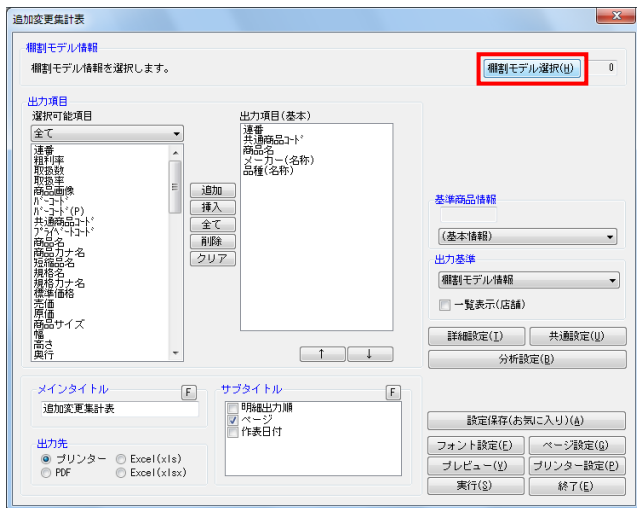 追加変更集計表
棚割モデル情報
棚割モデル情報を選択します。
棚割モデル選択(H)
0
出力項目
選択可能項目
全て
連番
粗利率
取扱数
取扱率
商品画像
バーコード
バーコード(P)
共通商品コード
プライベートコード
商品名
商品カナ名
短縮品名
規格名
規格カナ名
標準価格
売価
原価
商品サイズ
幅
高さ
奥行
追加
挿入
全て
削除
クリア
出力項目(基本)
連番
共通商品コード
商品名
メーカー(名称)
品種(名称)
↑
↓
基準商品情報
(基本情報)
出力基準
棚割モデル情報
一覧表示(店舗)
詳細設定(I)
共通設定(U)
分析設定(B)
メインタイトル
F
追加変更集計表
サブタイトル
F
明細出力順
ページ
作表日付
出力先
プリンター
Excel(xls)
PDF
Excel(xlsx)
設定保存(お気に入り)(A)
フォント設定(F)
ページ設定(G)
プレビュー(V)
プリンター設定(P)
実行(S)
終了(E)